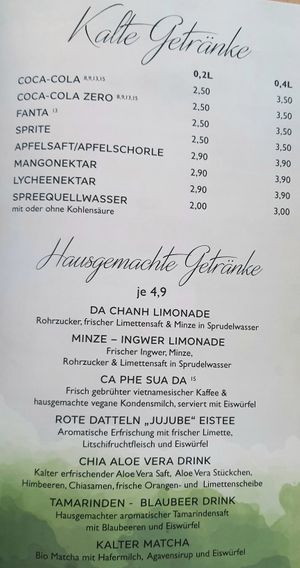 Kalte Getränke
0,2L 0,4L
COCA-COLA 8,9,13,15 2,50 3,50
COCA-COLA ZERO 8,9,13,15 2,50 3,50
FANTA 13 2,50 3,50
SPRITE 2,50 3,50
APFELSAFT/APFELSCHORLE 2,90 3,90
MANGONEKTAR 2,90 3,90
LYCHEENEKTAR 2,90 3,90
SPREEQUELLWASSER 2,00 3,00
mit oder ohne Kohlensäure
Hausgemachte Getränke
je 4,9
DA CHANH LIMONADE
Rohrzucker, frischer Limettensaft & Minze in Sprudelwasser
MINZE – INGWER LIMONADE
Frischer Ingwer, Minze,
Rohrzucker & Limettensaft in Sprudelwasser
CA PHE SUA DA 15
Frisch gebrühter vietnamesischer Kaffee &
hausgemachte vegane Kondensmilch, serviert mit Eiswürfel
ROTE DATTELN „JUJUBE" EISTEE
Aromatische Erfrischung mit frischer Limette,
Litschifruchtfleisch und Eiswürfel
CHIA ALOE VERA DRINK
Kalter erfrischender Aloe Vera Saft, Aloe Vera Stückchen,
Himbeeren, Chiasamen, frische Orangen- und Limettenscheibe
TAMARINDEN - BLAUBEER DRINK
Hausgemachter aromatischer Tamarindensaft
mit Blaubeeren und Eiswürfel
KALTER MATCHA
Bio Matcha mit Hafermilch, Agavensirup und Eiswürfel